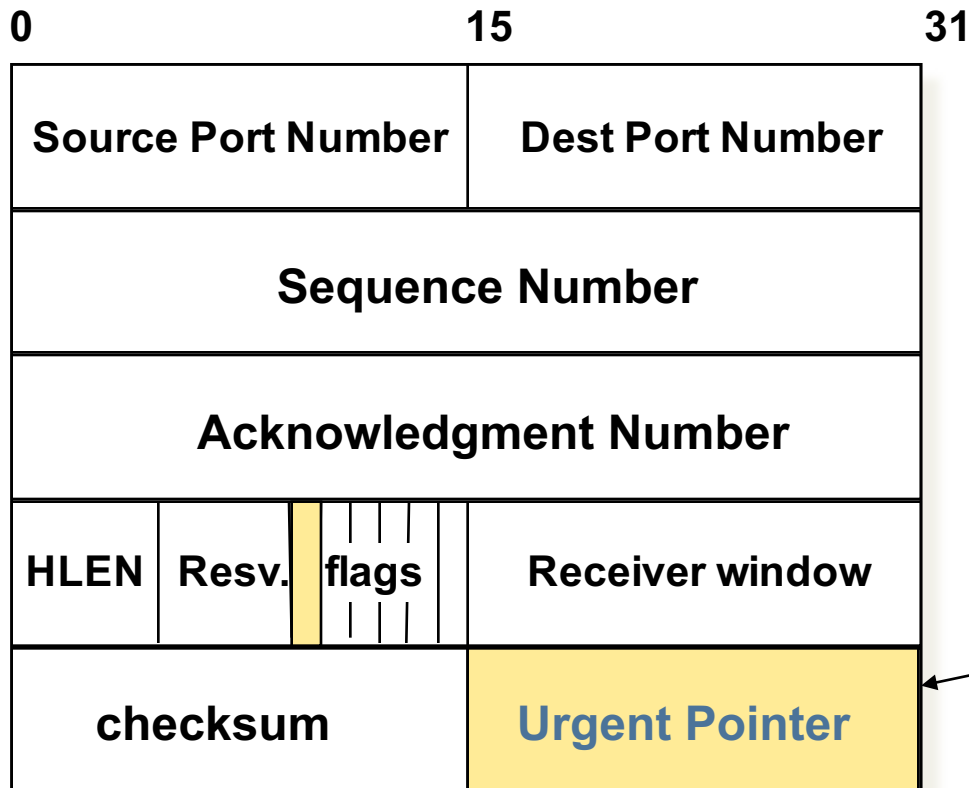 0 15 31
Source Port Number Dest Port Number
Sequence Number
Acknowledgment Number
HLEN Resv. flags Receiver window
checksum Urgent Pointer